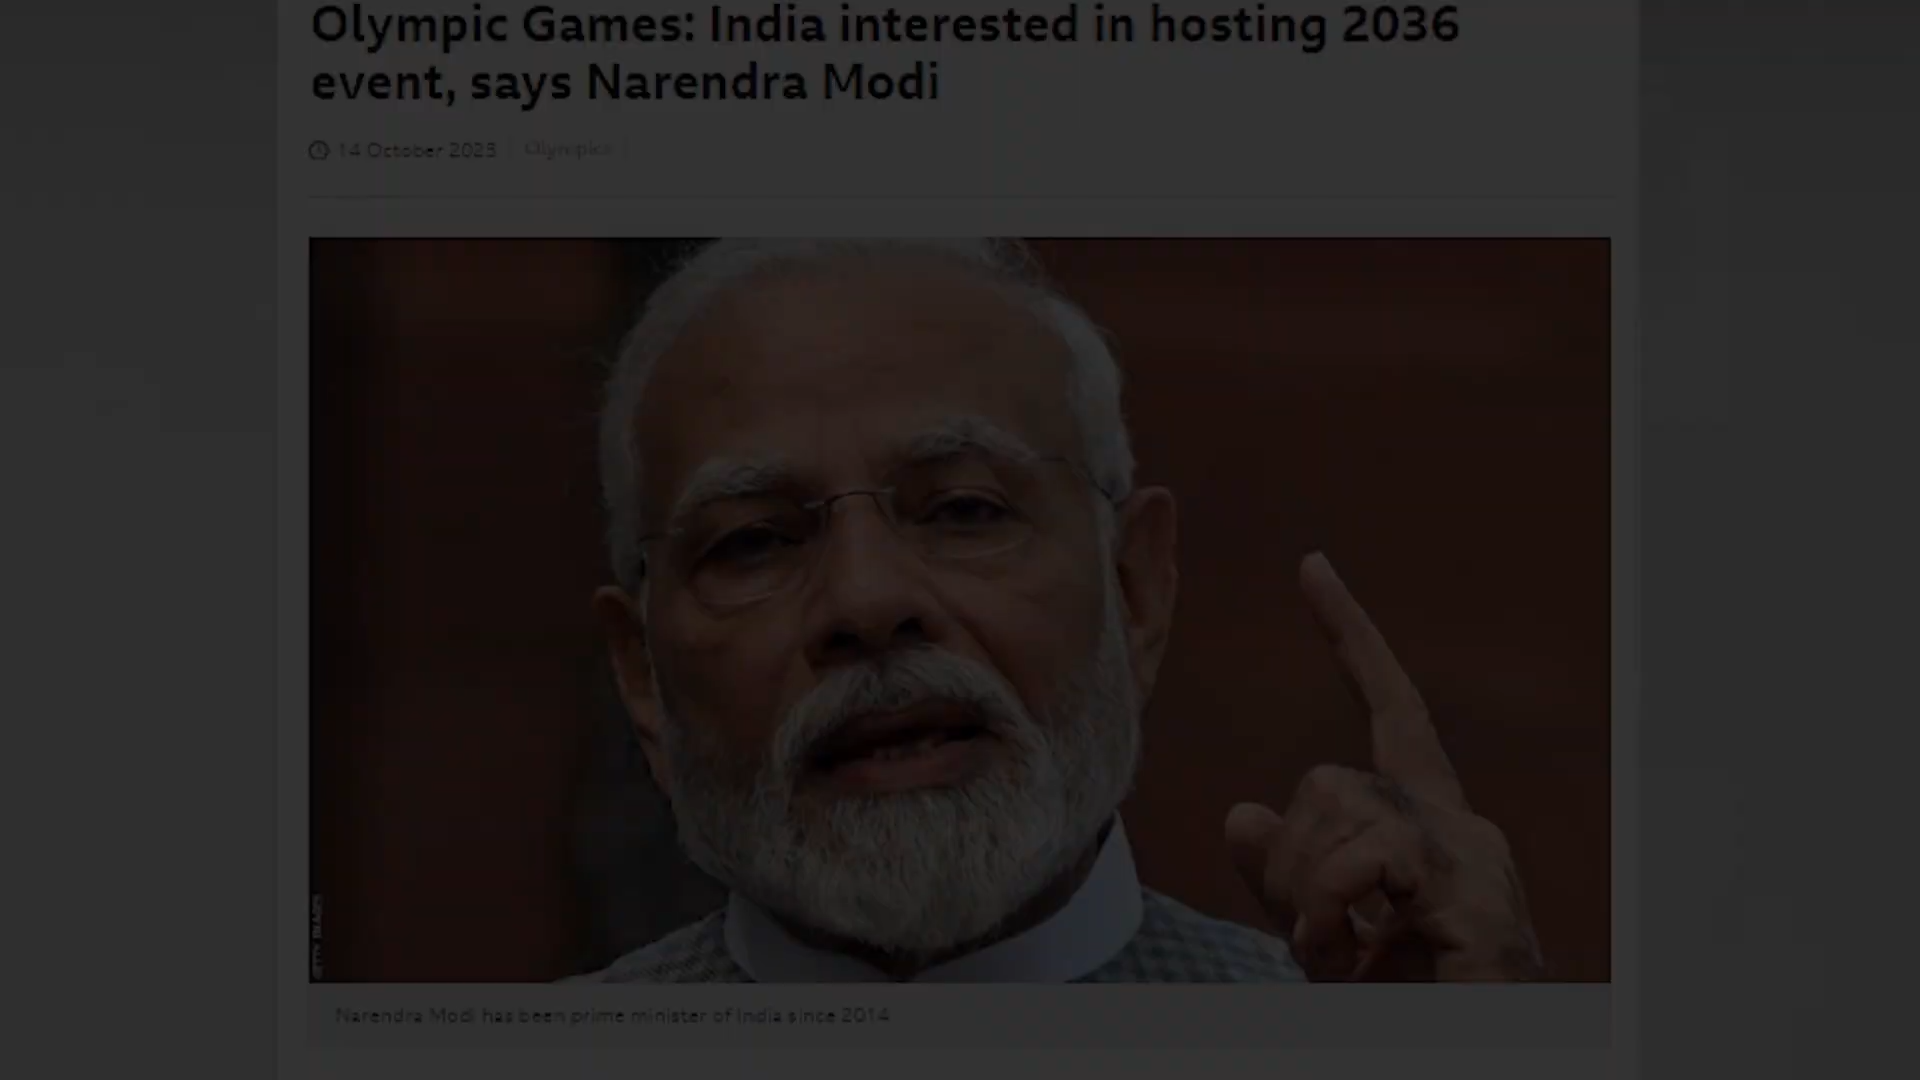 Olympic Games: India interested in hosting 2036
event, says Narendra Modi
14 October 2023
Olympics
Narendra Modi has been prime minister of India since 2014